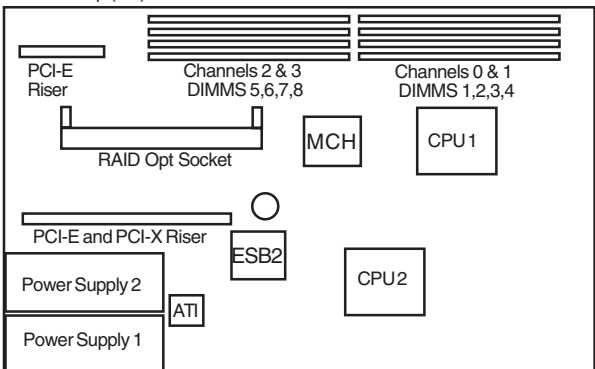 PCI-E
Riser
Channels 2 & 3
DIMMS 5,6,7,8
Channels 0 & 1
DIMMS 1,2,3,4
RAID Opt Socket
MCH
CPU1
PCI-E and PCI-X Riser
ESB2
CPU2
Power Supply 2
ATI
Power Supply 1